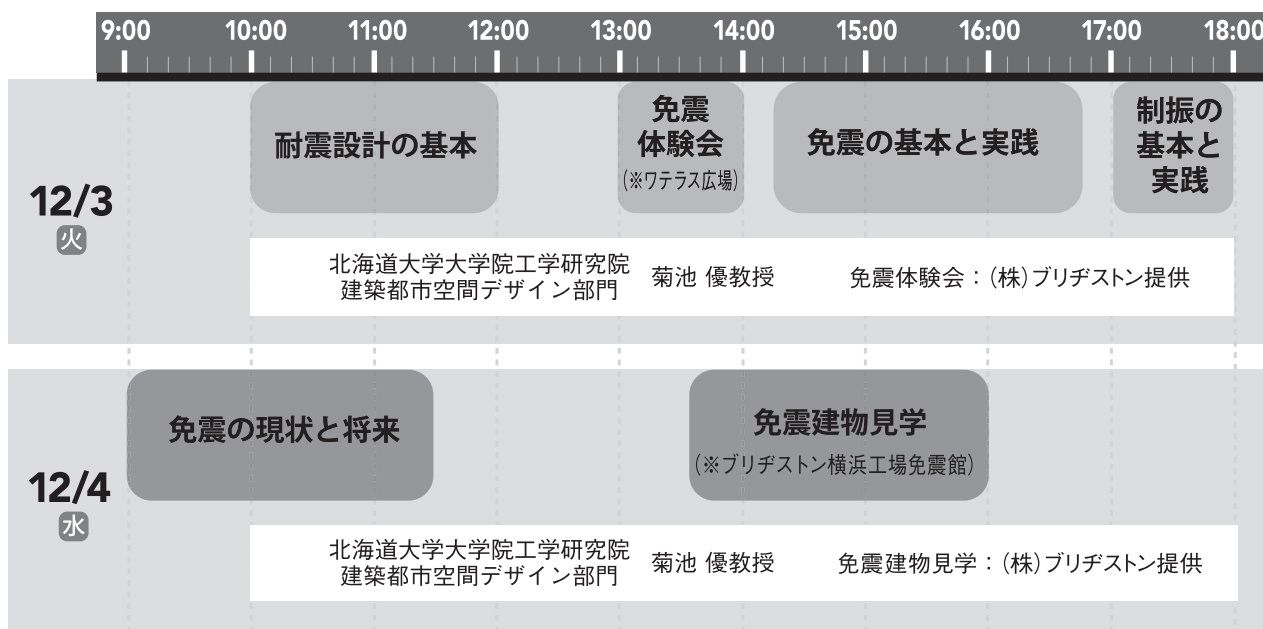 9:00 10:00 11:00 12:00 13:00 14:00 15:00 16:00 17:00 18:00
12/3
火
耐震設計の基本
免震
体験会
(※ワテラス広場)
免震の基本と実践
制振の
基本と
実践
北海道大学大学院工学研究院
建築都市空間デザイン部門
菊池 優教授
免震体験会：(株)ブリヂストン提供
12/4
水
免震の現状と将来
免震建物見学
(※ブリヂストン横浜工場免震館)
北海道大学大学院工学研究院
建築都市空間デザイン部門
菊池 優教授
免震建物見学：(株)ブリヂストン提供